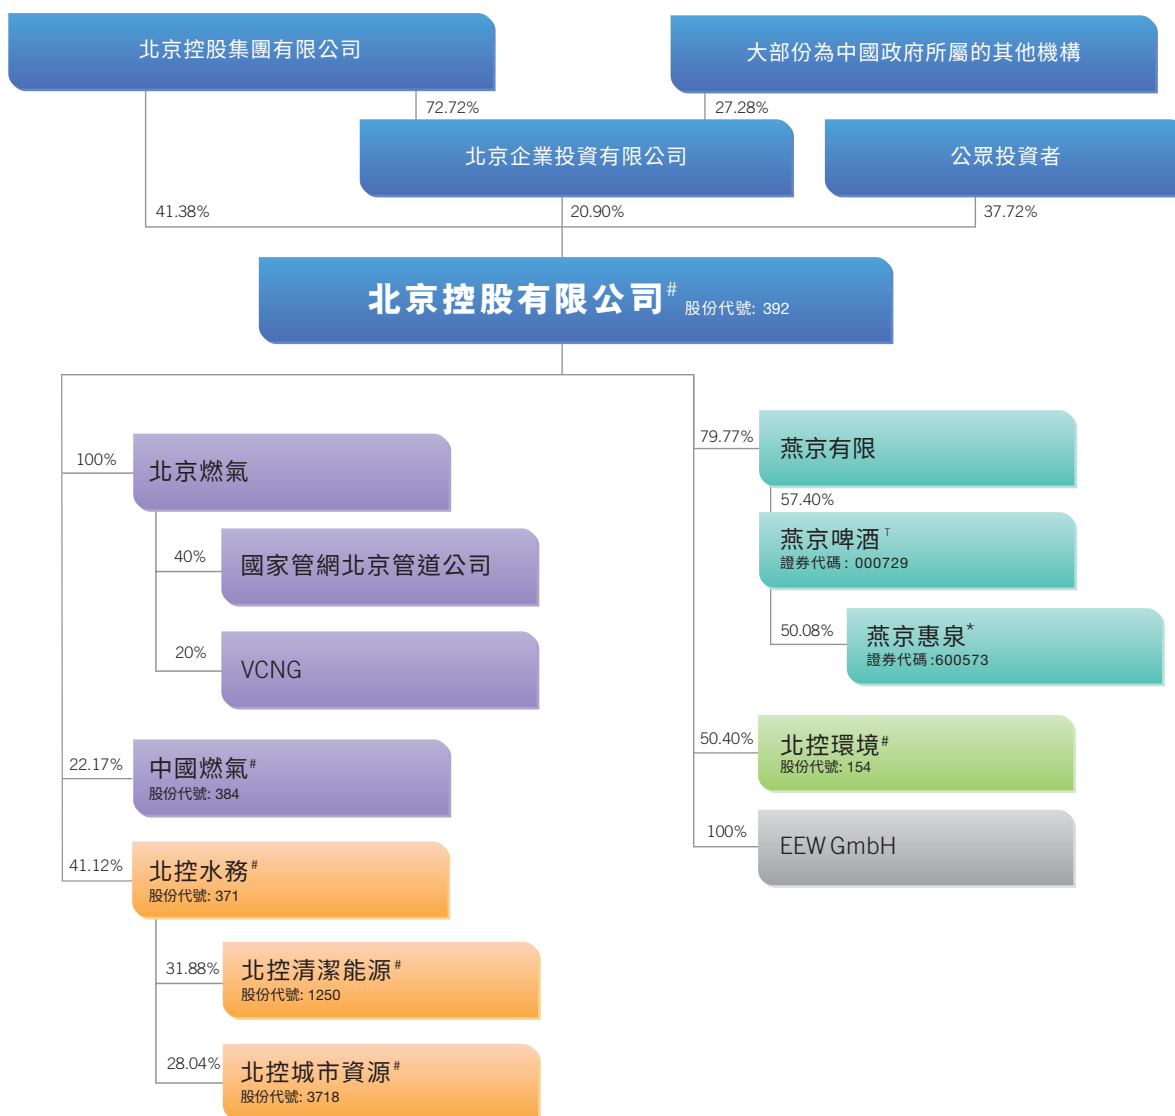 北京控股集團有限公司
大部份為中國政府所屬的其他機構
72.72%
27.28%
北京企業投資有限公司
公眾投資者
41.38%
20.90%
37.72%
北京控股有限公司# 股份代號: 392
100%
北京燃氣
40%
國家管網北京管道公司
20%
VCNG
22.17%
中國燃氣#
股份代號: 384
41.12%
北控水務#
股份代號: 371
31.88%
北控清潔能源#
股份代號: 1250
28.04%
北控城市資源#
股份代號: 3718
79.77%
燕京有限
57.40%
燕京啤酒T
證券代碼: 000729
50.08%
燕京惠泉*
證券代碼:600573
50.40%
北控環境#
股份代號: 154
100%
EEW GmbH